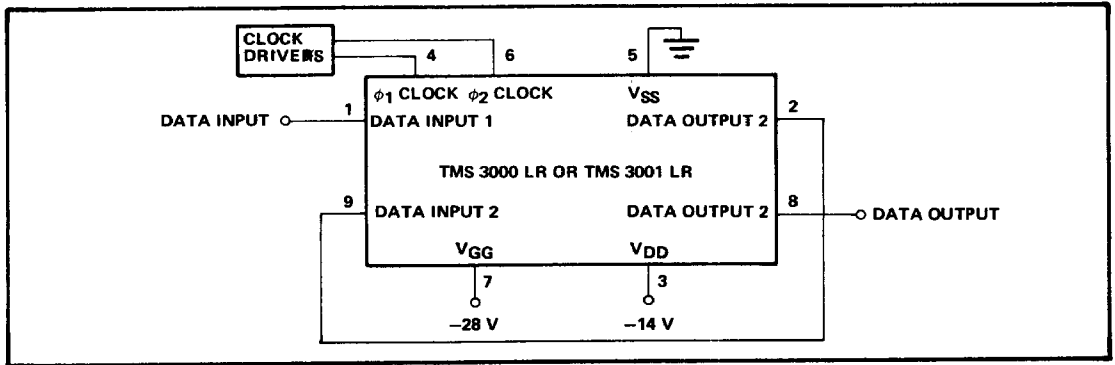 CLOCK
DRIVERS
4
6
5
ϕ1 CLOCK ϕ2 CLOCK
VSS
1
2
DATA INPUT
DATA INPUT 1
DATA OUTPUT 2
TMS 3000 LR OR TMS 3001 LR
9
8
DATA INPUT 2
DATA OUTPUT 2
DATA OUTPUT
VGG
VDD
7
3
−28 V
−14 V